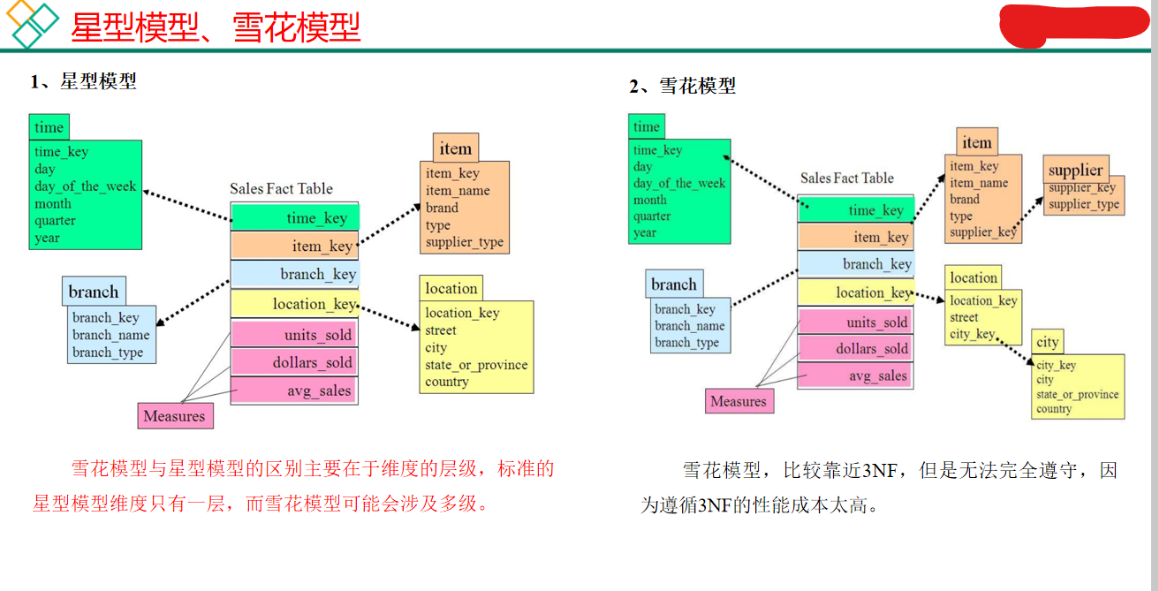 星型模型、雪花模型
1、星型模型
time
time_key
day
day_of_the_week
month
quarter
year
item
item_key
item_name
brand
type
supplier_type
Sales Fact Table
time_key
item_key
branch_key
location_key
units_sold
dollars_sold
avg_sales
branch
branch_key
branch_name
branch_type
location
location_key
street
city
state_or_province
country
Measures
雪花模型与星型模型的区别主要在于维度的层级，标准的
星型模型维度只有一层，而雪花模型可能会涉及多级。
2、雪花模型
time
time_key
day
day_of_the_week
month
quarter
year
item
item_key
item_name
brand
type
supplier_key
supplier
supplier_key
supplier_type
Sales Fact Table
time_key
item_key
branch_key
location_key
units_sold
dollars_sold
avg_sales
branch
branch_key
branch_name
branch_type
location
location_key
street
city_key
city
city_key
city
state_or_province
country
Measures
雪花模型，比较靠近3NF，但是无法完全遵守，因
为遵循3NF的性能成本太高。